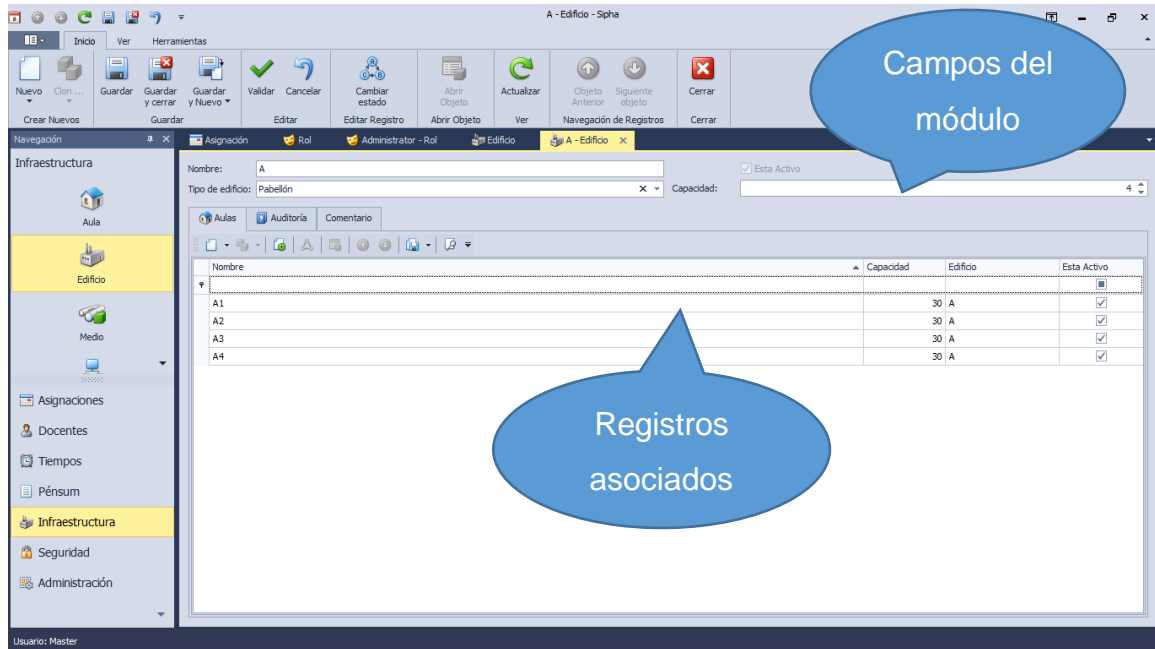 A - Edificio - Sipha
Inicio Ver Herramientas
Nuevo Clon ... Guardar Guardar y cerrar Guardar y Nuevo Validar Cancelar Cambiar estado Abrir Objeto Actualizar Objeto Anterior Siguiente objeto Cerrar
Crear Nuevos Guardar Editar Editar Registro Abrir Objeto Ver Navegación de Registros Cerrar
Campos del
módulo
Navegación
Asignación Rol Administrator - Rol Edificio A - Edificio
Infraestructura
Aula
Edificio
Medio
Asignaciones
Docentes
Tiempos
Pénsum
Infraestructura
Seguridad
Administración
Nombre: A Esta Activo
Tipo de edificio: Pabellón Capacidad: 4
Aulas Auditoría Comentario
Nombre Capacidad Edificio Esta Activo
A1 30 A
A2 30 A
A3 30 A
A4 30 A
Registros
asociados
Usuario: Master